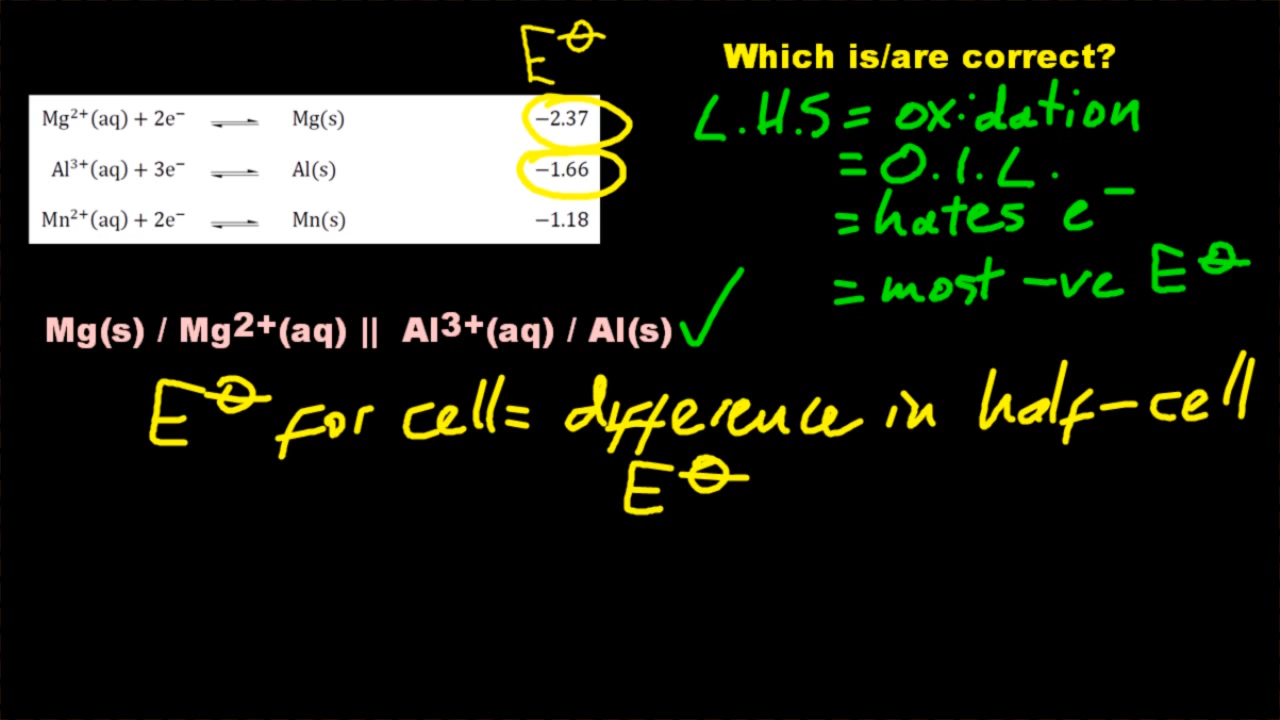 E⦵
Which is/are correct?
Mg²⁺(aq) + 2e⁻ ⇌ Mg(s) −2.37
Al³⁺(aq) + 3e⁻ ⇌ Al(s) −1.66
Mn²⁺(aq) + 2e⁻ ⇌ Mn(s) −1.18
L.H.S = oxidation
= O.I.L.
= hates e⁻
= most -ve E⦵
Mg(s) / Mg2+(aq) || Al3+(aq) / Al(s) ✓
E⦵ for cell = difference in half-cell
E⦵